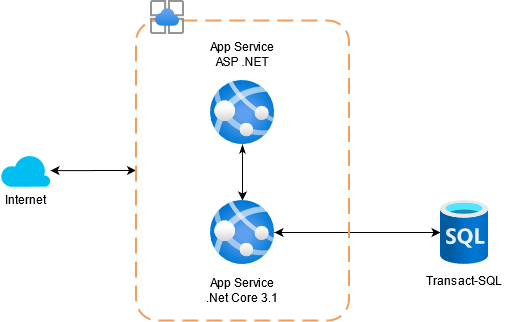 App Service
ASP .NET
Internet
SQL
Transact-SQL
App Service
.Net Core 3.1